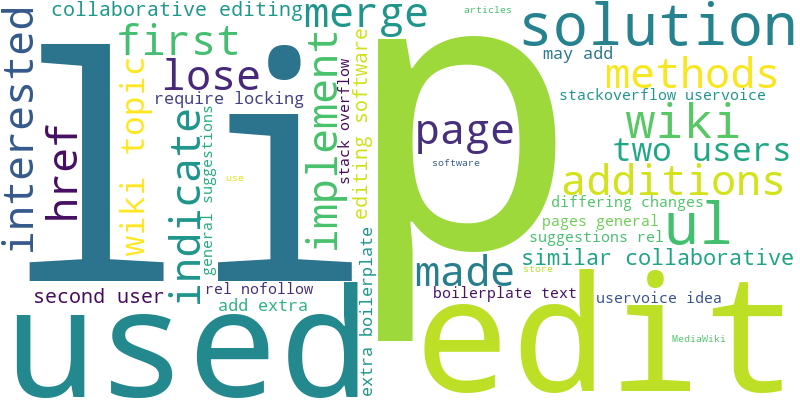 collaborative editing
merge
articles
solution
interested
first
may add
li
p
lose
methods
require locking
stackoverflow uservoice
href
wiki topic
indicate
general suggestions
implement
stack overflow
editing software
page
wiki
two users
software
use
additions
differing changes
pages general
ul
suggestions rel
similar collaborative
made
store
second user
rel nofollow
add extra
boilerplate text
uservoice idea
used
extra boilerplate
edit
MediaWiki